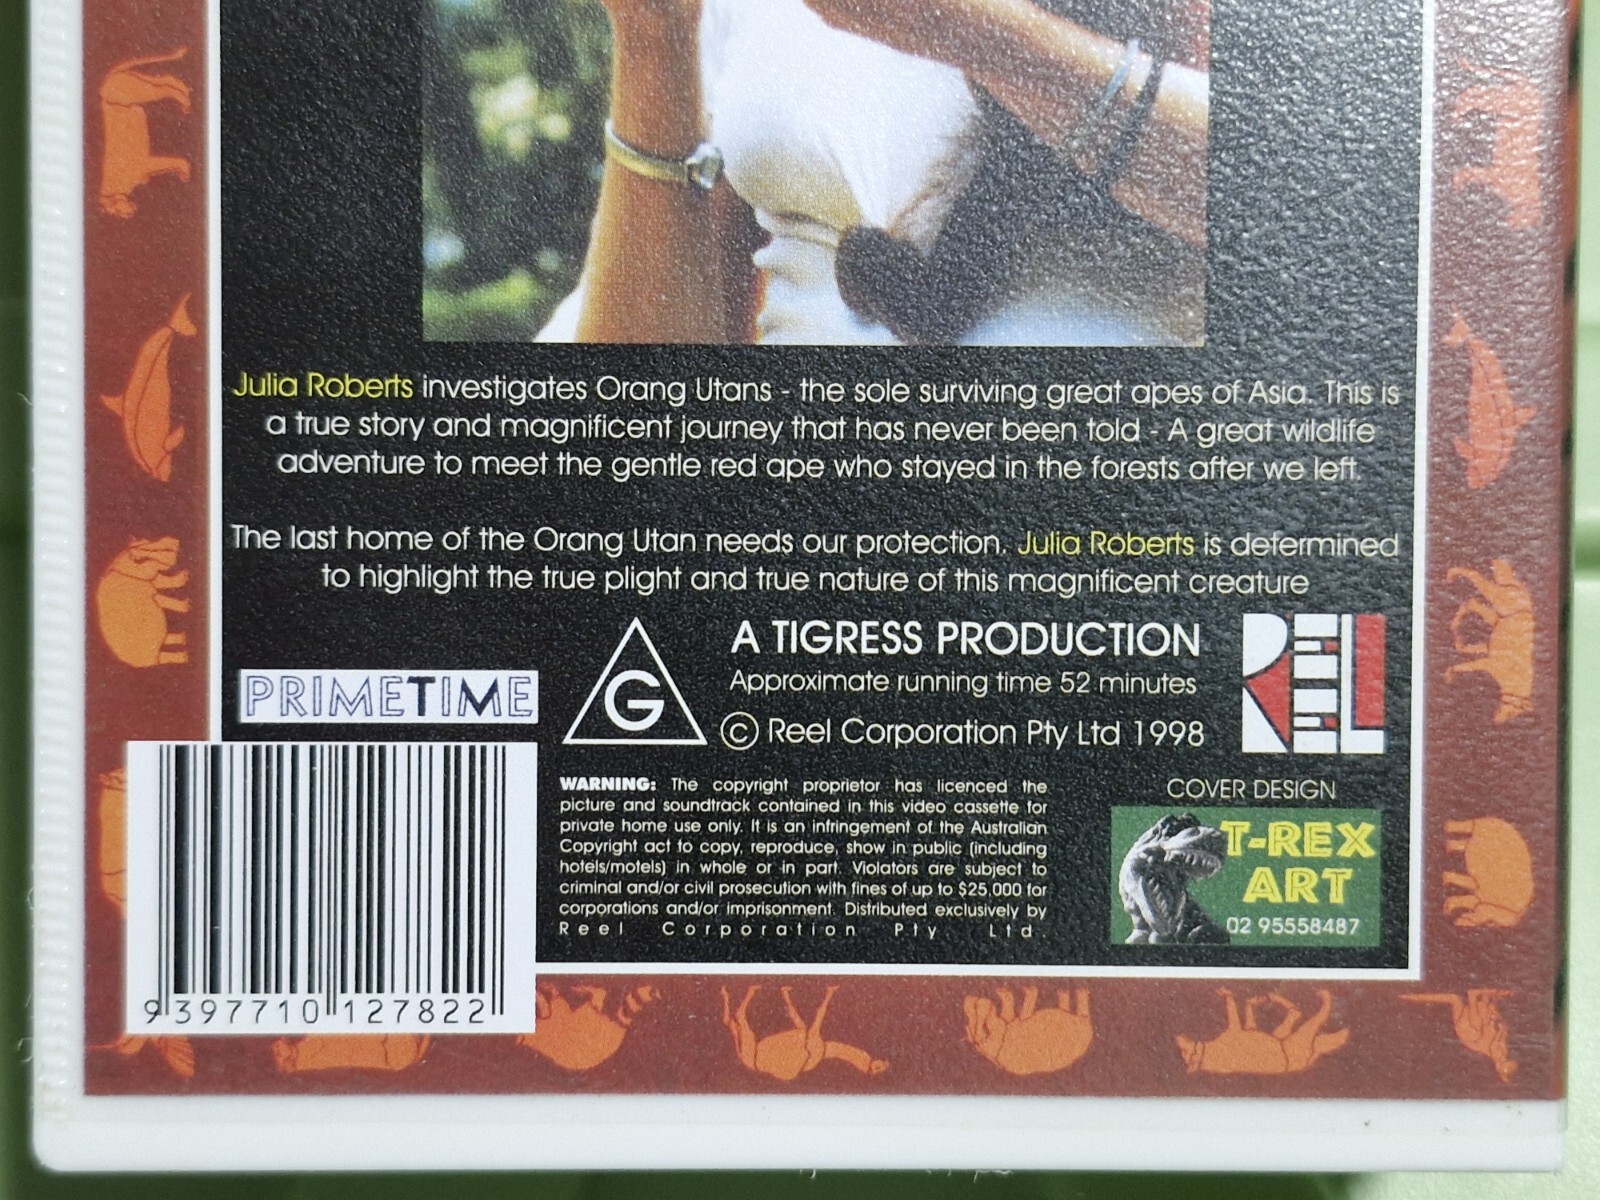 Julia Roberts investigates Orang Utans - the sole surviving great apes of Asia. This is
a true story and magnificent journey that has never been told - A great wildlife
adventure to meet the gentle red ape who stayed in the forests after we left.
The last home of the Orang Utan needs our protection. Julia Roberts is determined
to highlight the true plight and true nature of this magnificent creature
PRIMETIME
G
A TIGRESS PRODUCTION
Approximate running time 52 minutes
© Reel Corporation Pty Ltd 1998
REEL
WARNING: The copyright proprietor has licenced the
picture and soundtrack contained in this video cassette for
private home use only. It is an infringement of the Australian
Copyright act to copy, reproduce, show in public (including
hotels/motels) in whole or in part. Violators are subject to
criminal and/or civil prosecution with fines of up to $25,000 for
corporations and/or imprisonment. Distributed exclusively by
Reel Corporation Pty Ltd.
COVER DESIGN
T-REX
ART
02 95558487
9 397710 127822